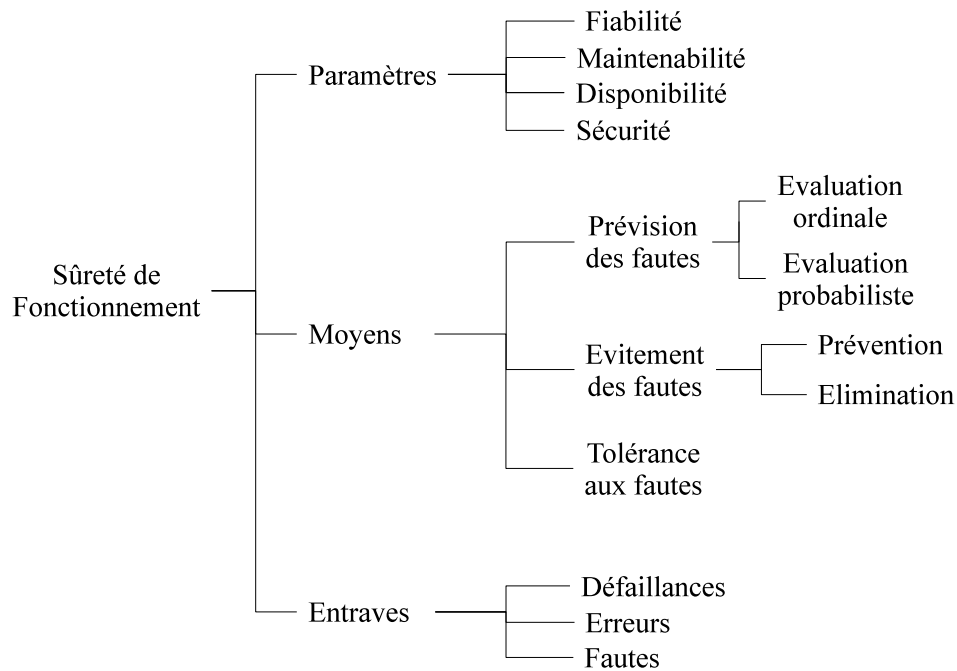 Sûreté de
Fonctionnement
Paramètres
Fiabilité
Maintenabilité
Disponibilité
Sécurité
Moyens
Prévision
des fautes
Evaluation
ordinale
Evaluation
probabiliste
Evitement
des fautes
Prévention
Elimination
Tolérance
aux fautes
Entraves
Défaillances
Erreurs
Fautes